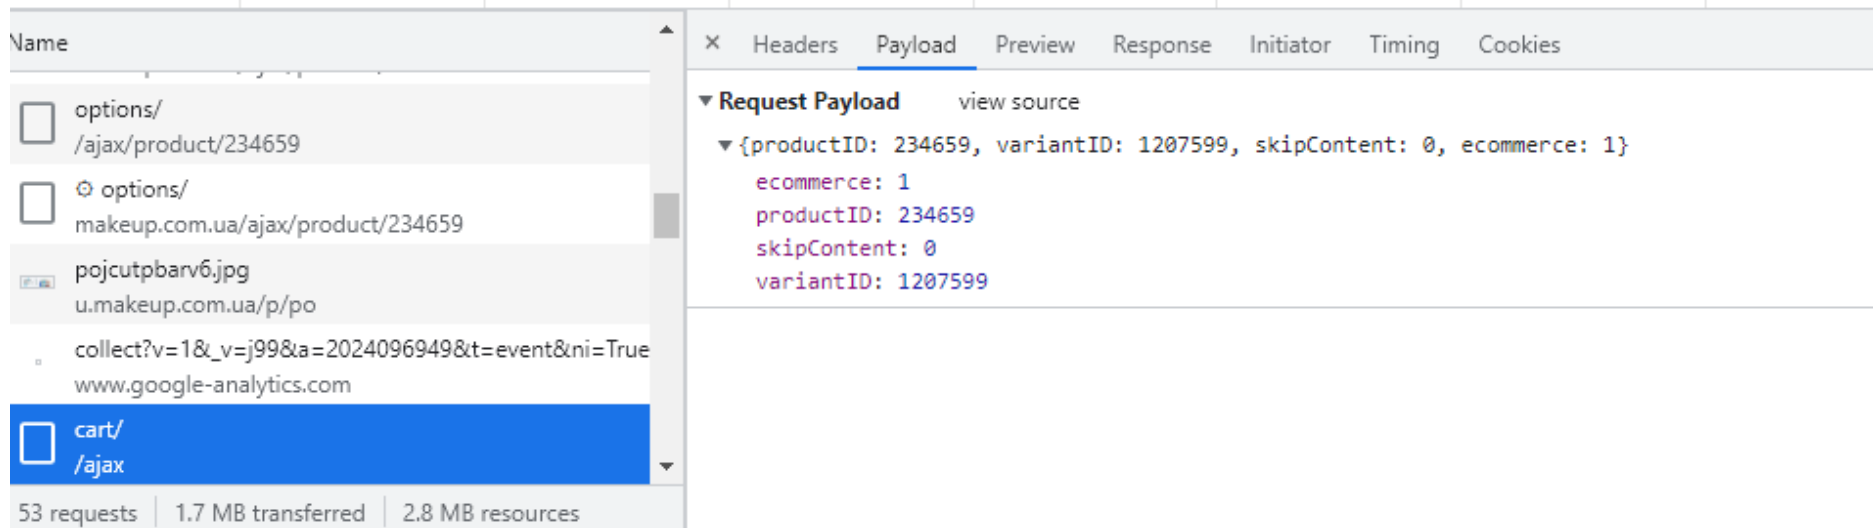 Name
options/
/ajax/product/234659
options/
makeup.com.ua/ajax/product/234659
pojcutpbarv6.jpg
u.makeup.com.ua/p/po
collect?v=1&_v=j99&a=2024096949&t=event&ni=True
www.google-analytics.com
cart/
/ajax
53 requests 1.7 MB transferred 2.8 MB resources
× Headers Payload Preview Response Initiator Timing Cookies
▼ Request Payload view source
▼ {productID: 234659, variantID: 1207599, skipContent: 0, ecommerce: 1}
ecommerce: 1
productID: 234659
skipContent: 0
variantID: 1207599